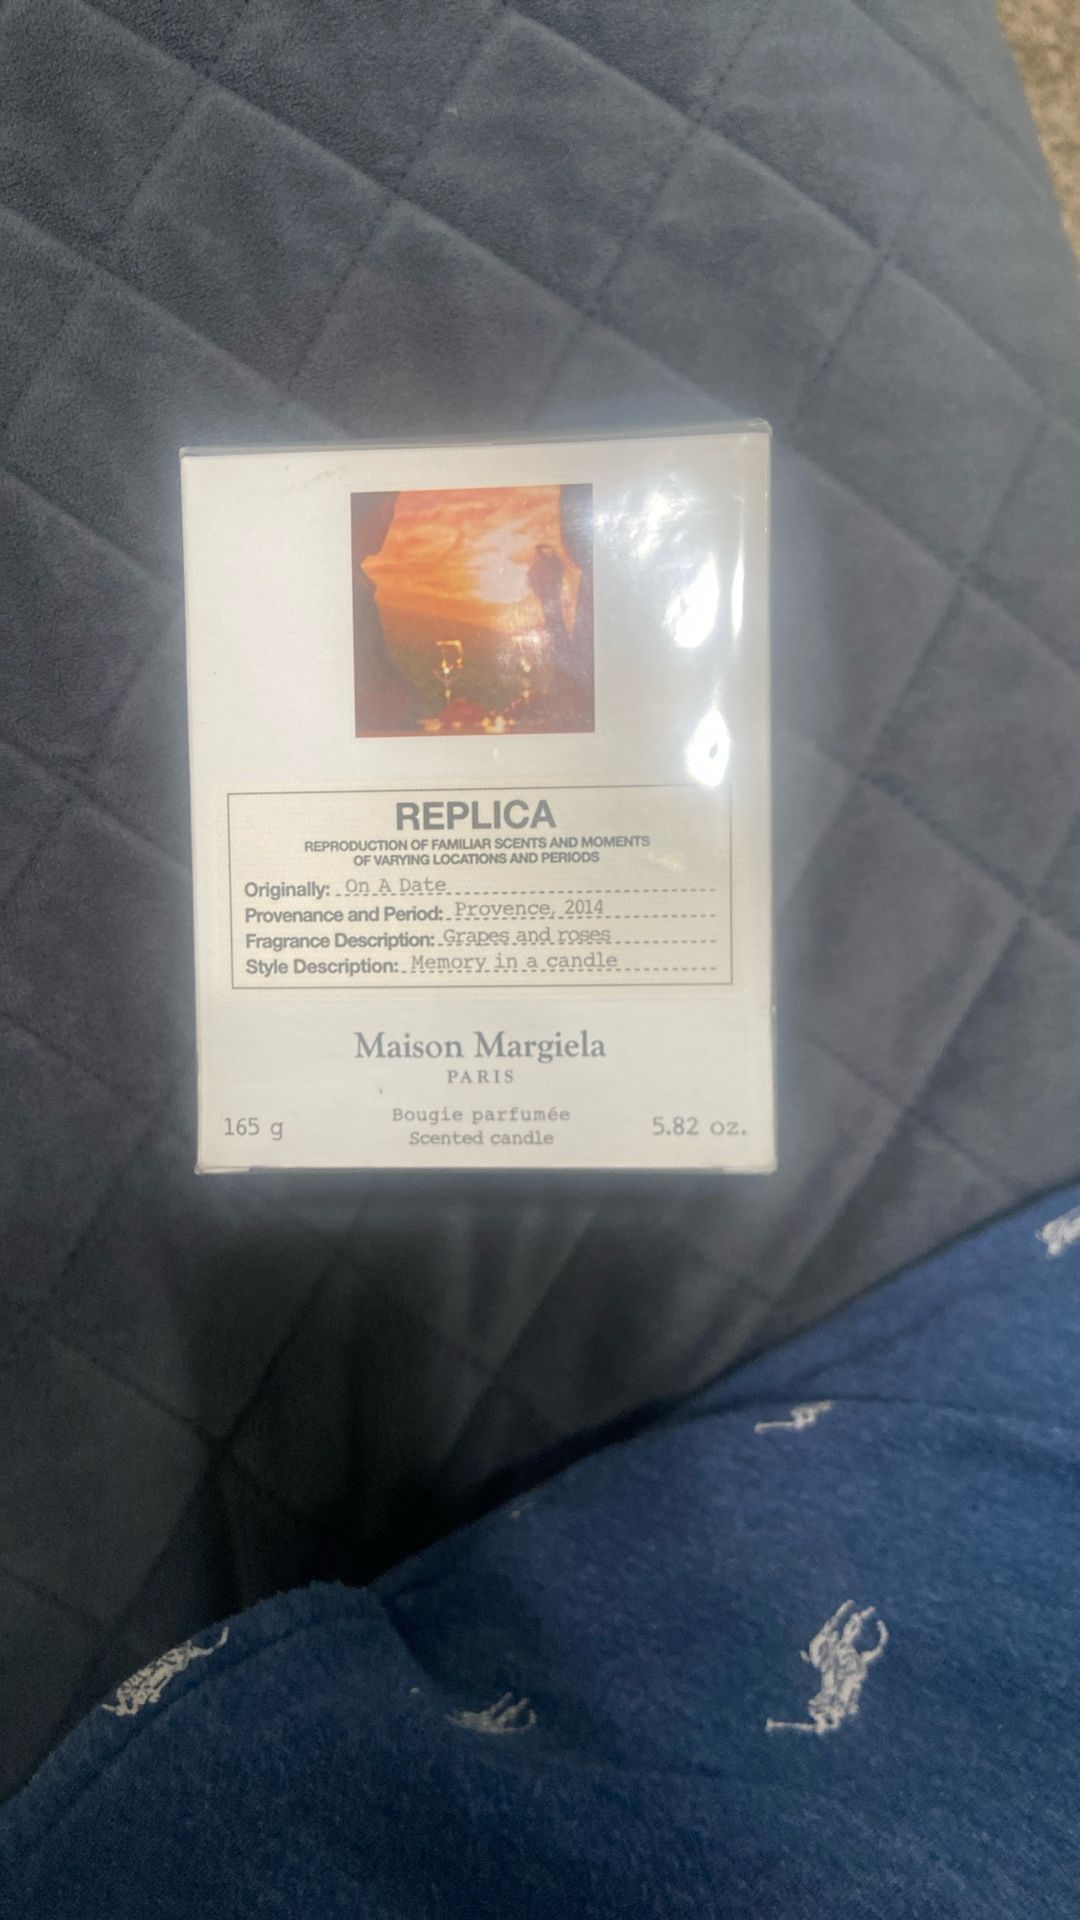 REPLICA
REPRODUCTION OF FAMILIAR SCENTS AND MOMENTS
OF VARYING LOCATIONS AND PERIODS
Originally: On A Date
Provenance and Period: Provence, 2014
Fragrance Description: Grapes and roses
Style Description: Memory in a candle
Maison Margiela
PARIS
165 g
Bougie parfumée
Scented candle
5.82 oz.